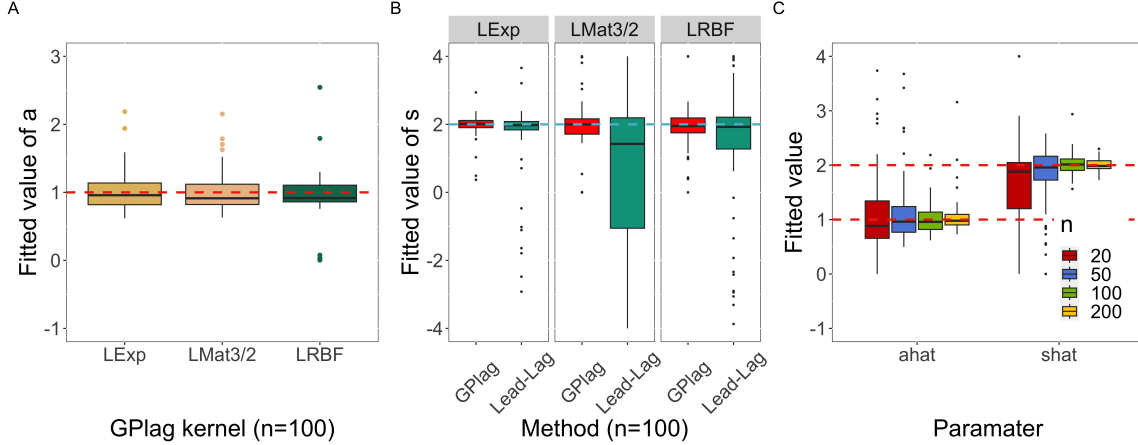 A
Fitted value of a
3
2
1
0
-1
LExp
LMat3/2
LRBF
GPlag kernel (n=100)
B
Fitted value of s
LExp
LMat3/2
LRBF
4
2
0
-2
-4
GPlag
Lead-Lag
GPlag
Lead-Lag
GPlag
Lead-Lag
Method (n=100)
C
Fitted value
4
3
2
1
0
-1
n
20
50
100
200
ahat
shat
Paramater